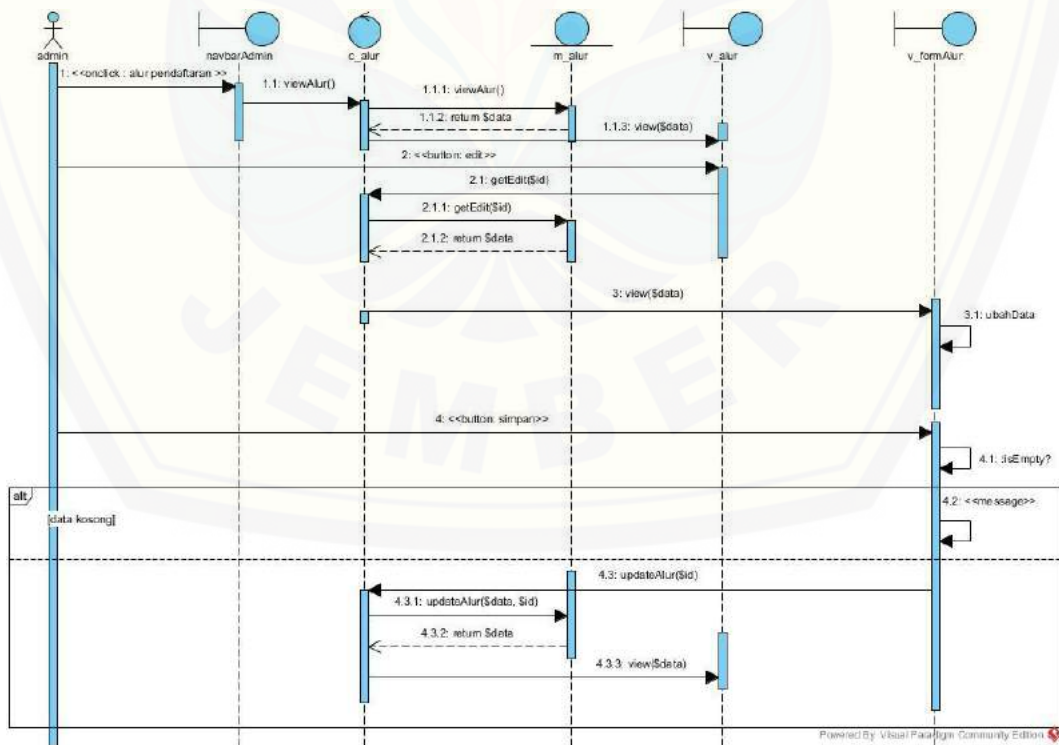 admin
navbarAdmin
c_alur
m_alur
v_alur
v_formAlur
1: <<onclick : alur pendaftaran >>
1.1: viewAlur()
1.1.1: viewAlur()
1.1.2: return $data
1.1.3: view($data)
2: <<button: edit>>
2.1: getEdit($id)
2.1.1: getEdit($id)
2.1.2: return $data
3: view($data)
3.1: ubahData
4: <<button: simpan>>
4.1: :isEmpty?
alt
[data kosong]
4.2: <<message>>
4.3: updateAlur($id)
4.3.1: updateAlur($data, $id)
4.3.2: return $data
4.3.3: view($data)
JEMBER
Powered By Visual Paradigm Community Edition